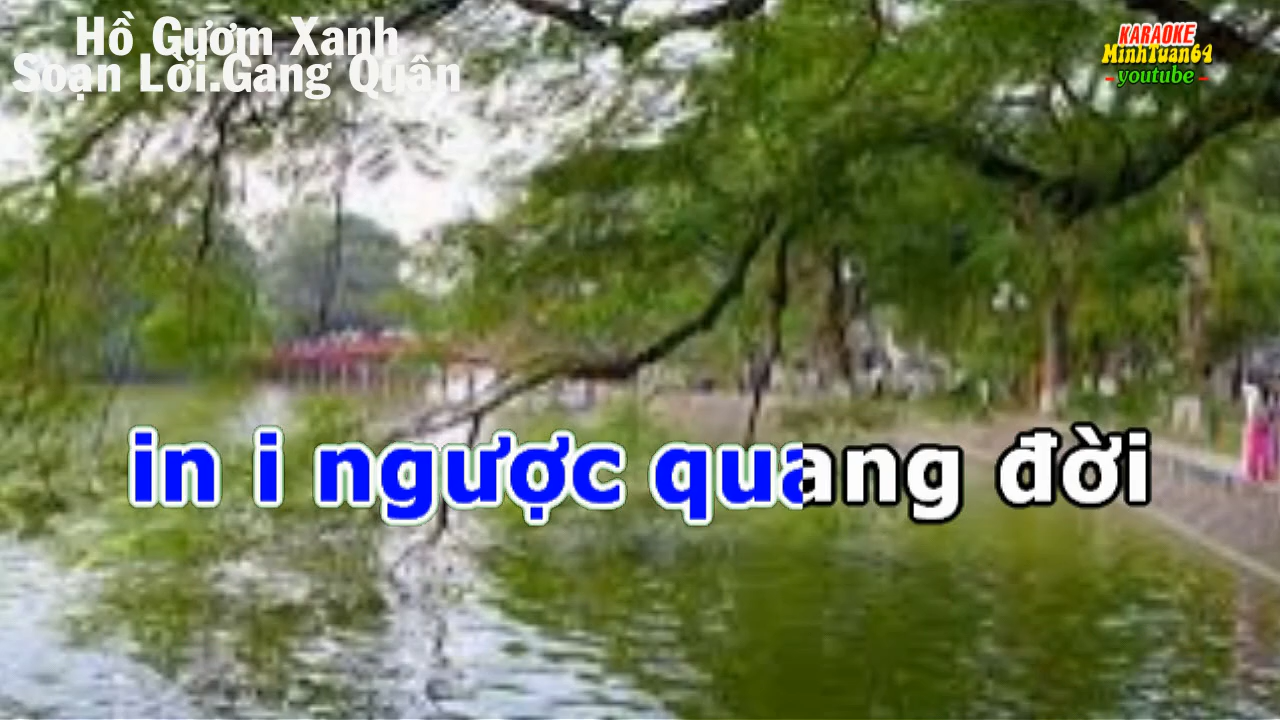 Hồ Gươm Xanh
Soạn Lời.Gang Quân
KARAOKE
MinhTuan64
- youtube -
in i ngược quang đời